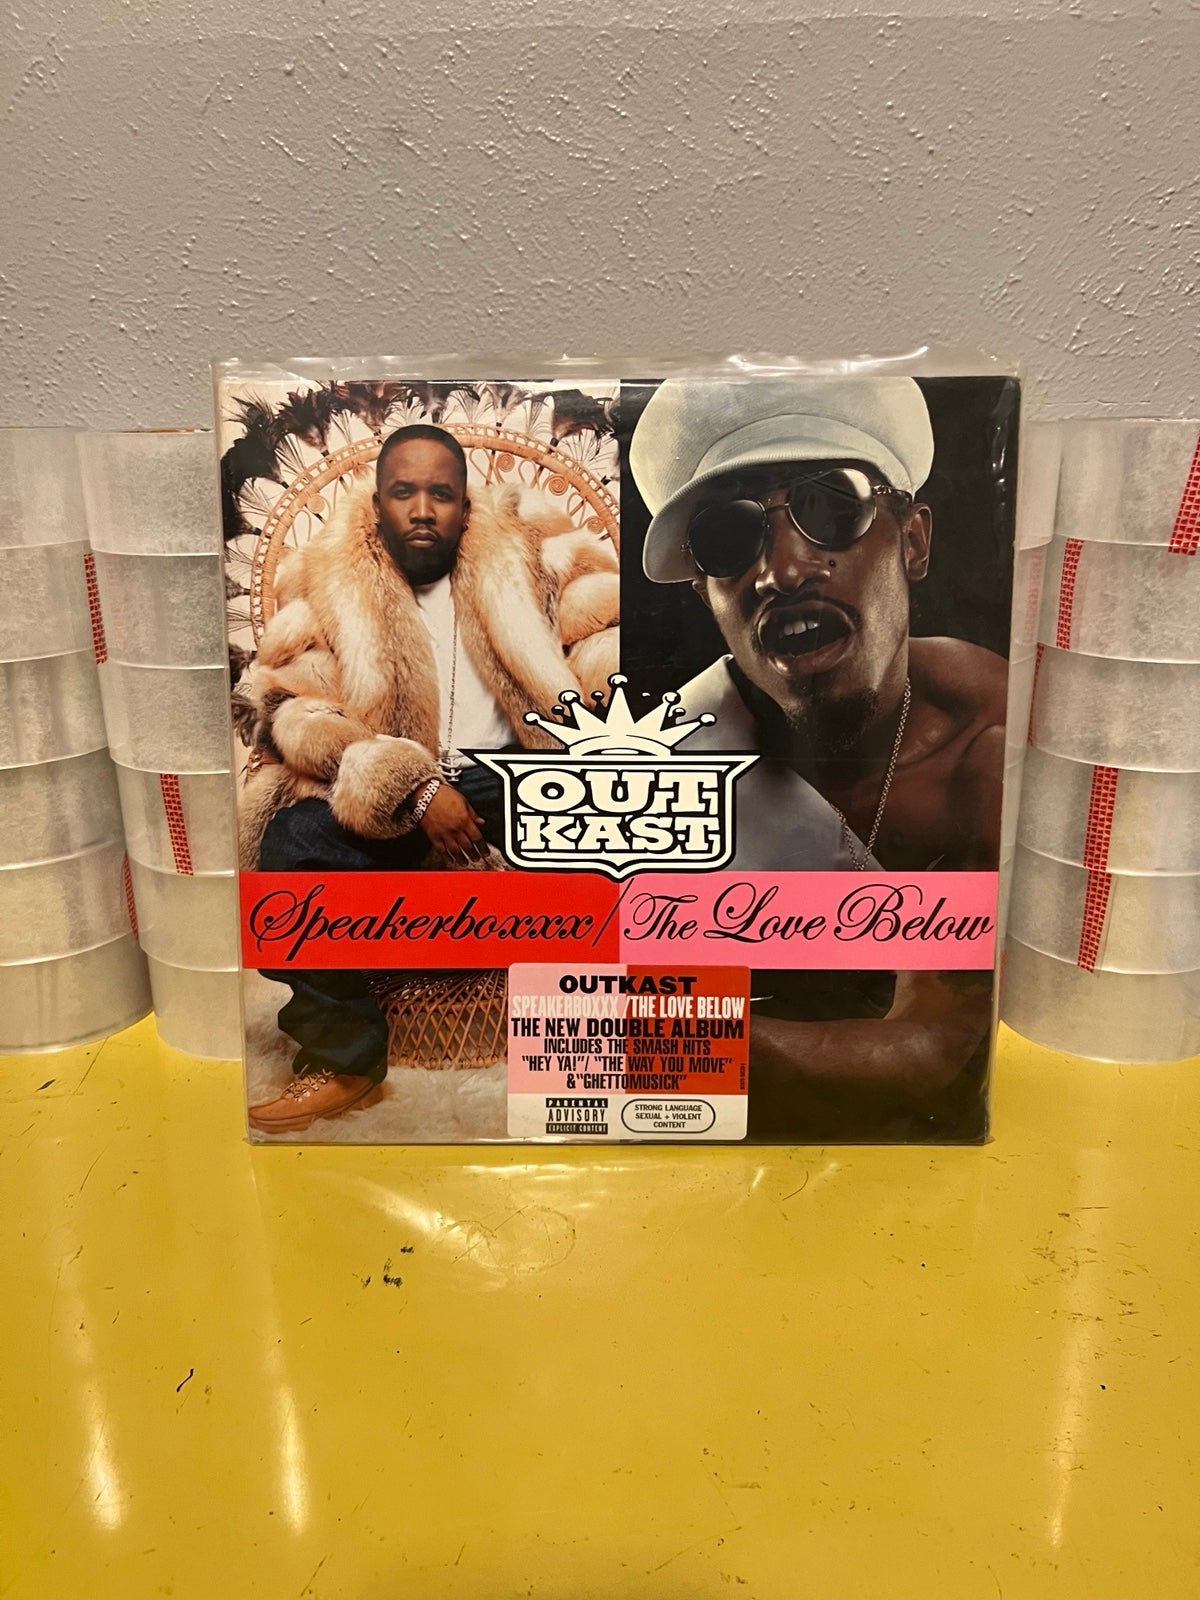 OUT
KAST
Speakerboxxx/The Love Below
OUTKAST
SPEAKERBOXXX/THE LOVE BELOW
THE NEW DOUBLE ALBUM
INCLUDES THE SMASH HITS
"HEY YA!"/ "THE WAY YOU MOVE"
&"GHETTOMUSICK"
PARENTAL
ADVISORY
EXPLICIT CONTENT
STRONG LANGUAGE
SEXUAL + VIOLENT
CONTENT